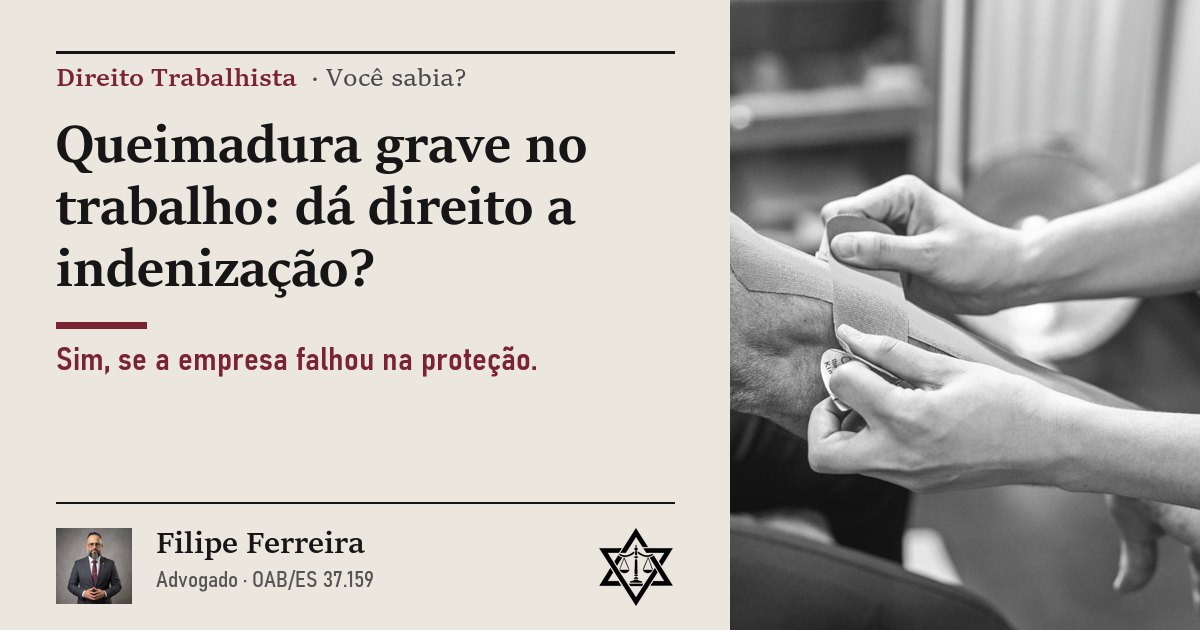 Direito Trabalhista · Você sabia?
Queimadura grave no
trabalho: dá direito a
indenização?
Sim, se a empresa falhou na proteção.
Filipe Ferreira
Advogado · OAB/ES 37.159